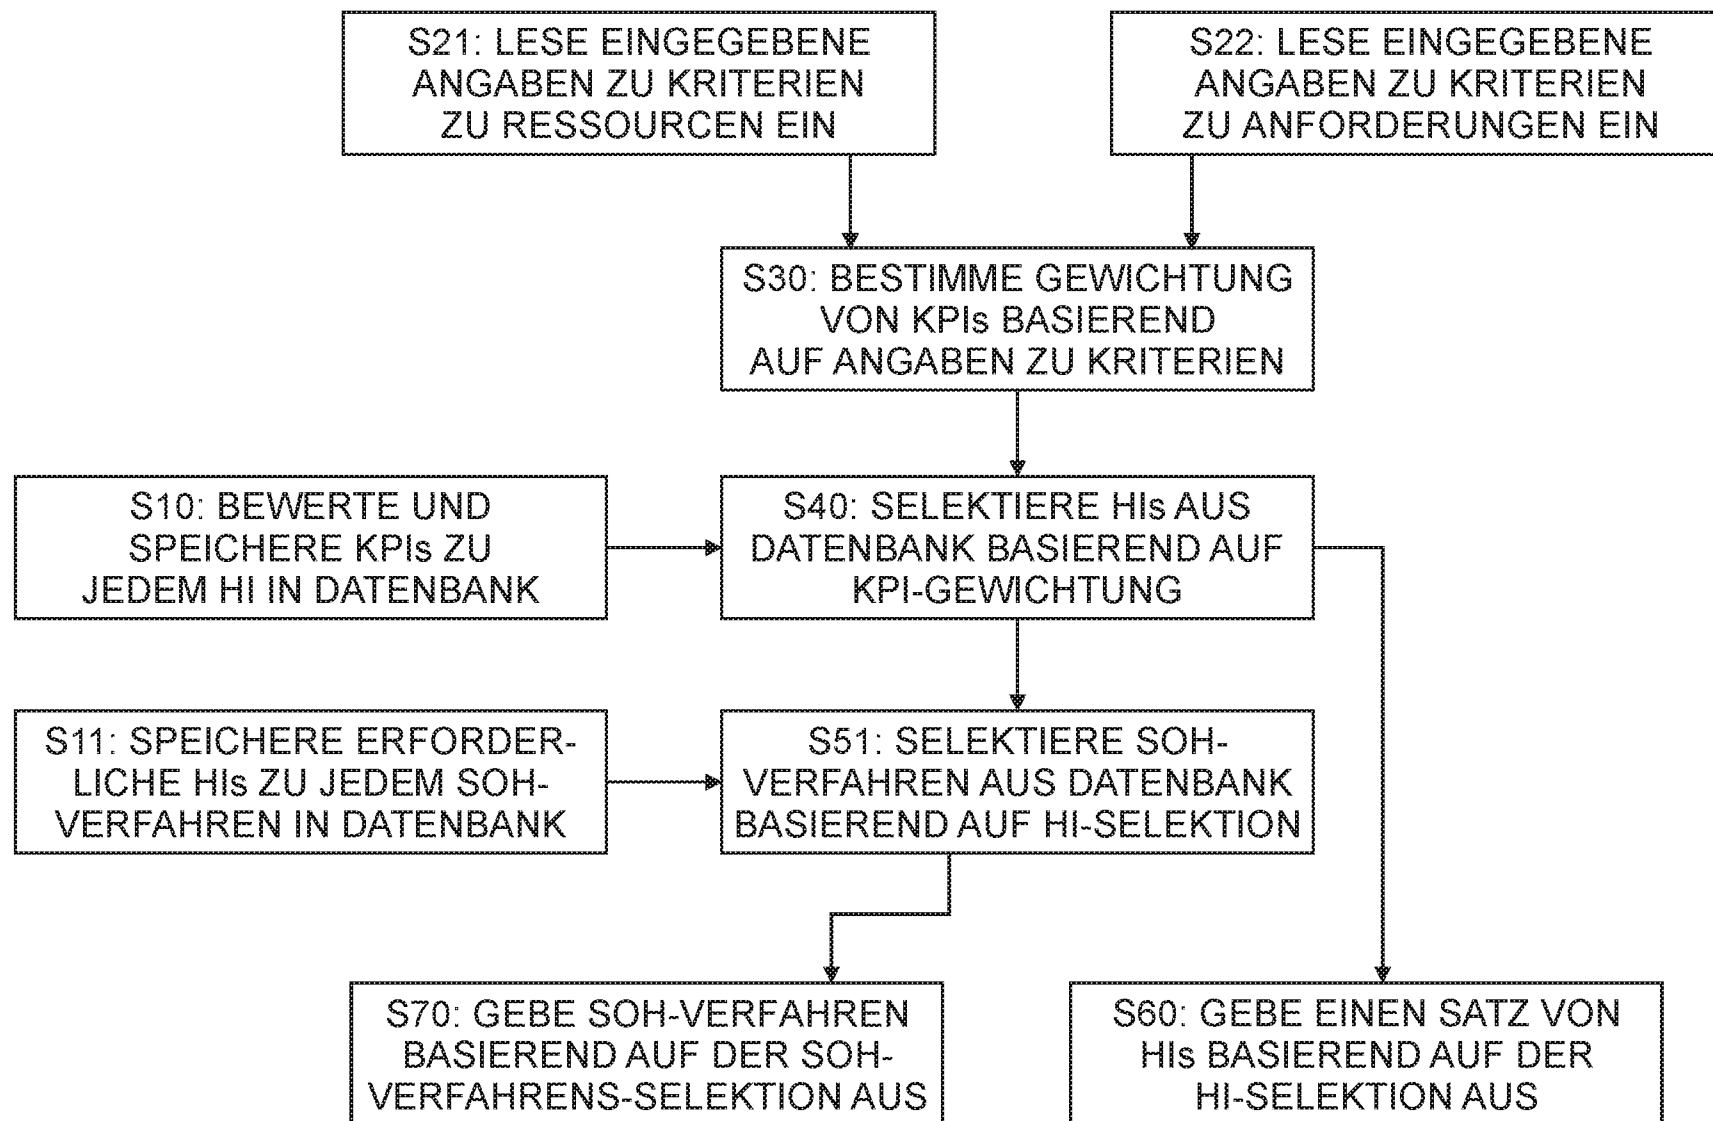 S21: LESE EINGEGEBENE
ANGABEN ZU KRITERIEN
ZU RESSOURCEN EIN
S22: LESE EINGEGEBENE
ANGABEN ZU KRITERIEN
ZU ANFORDERUNGEN EIN
S30: BESTIMME GEWICHTUNG
VON KPIs BASIEREND
AUF ANGABEN ZU KRITERIEN
S10: BEWERTE UND
SPEICHERE KPIs ZU
JEDEM HI IN DATENBANK
S40: SELEKTIERE HIs AUS
DATENBANK BASIEREND AUF
KPI-GEWICHTUNG
S11: SPEICHERE ERFORDER-
LICHE HIs ZU JEDEM SOH-
VERFAHREN IN DATENBANK
S51: SELEKTIERE SOH-
VERFAHREN AUS DATENBANK
BASIEREND AUF HI-SELEKTION
S70: GEBE SOH-VERFAHREN
BASIEREND AUF DER SOH-
VERFAHRENS-SELEKTION AUS
S60: GEBE EINEN SATZ VON
HIs BASIEREND AUF DER
HI-SELEKTION AUS